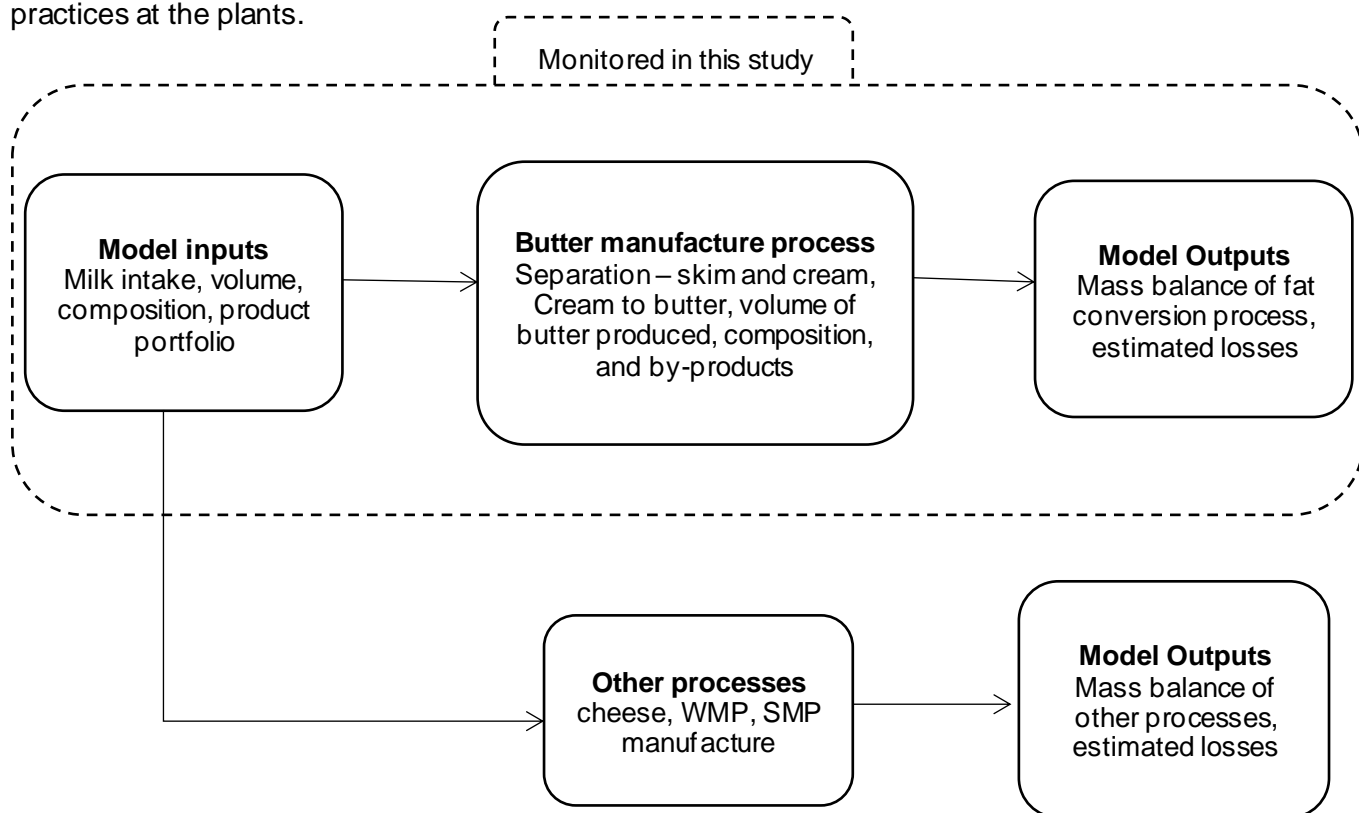 practices at the plants.
Monitored in this study
Model inputs
Milk intake, volume,
composition, product
portfolio
Butter manufacture process
Separation – skim and cream,
Cream to butter, volume of
butter produced, composition,
and by-products
Model Outputs
Mass balance of fat
conversion process,
estimated losses
Other processes
cheese, WMP, SMP
manufacture
Model Outputs
Mass balance of
other processes,
estimated losses